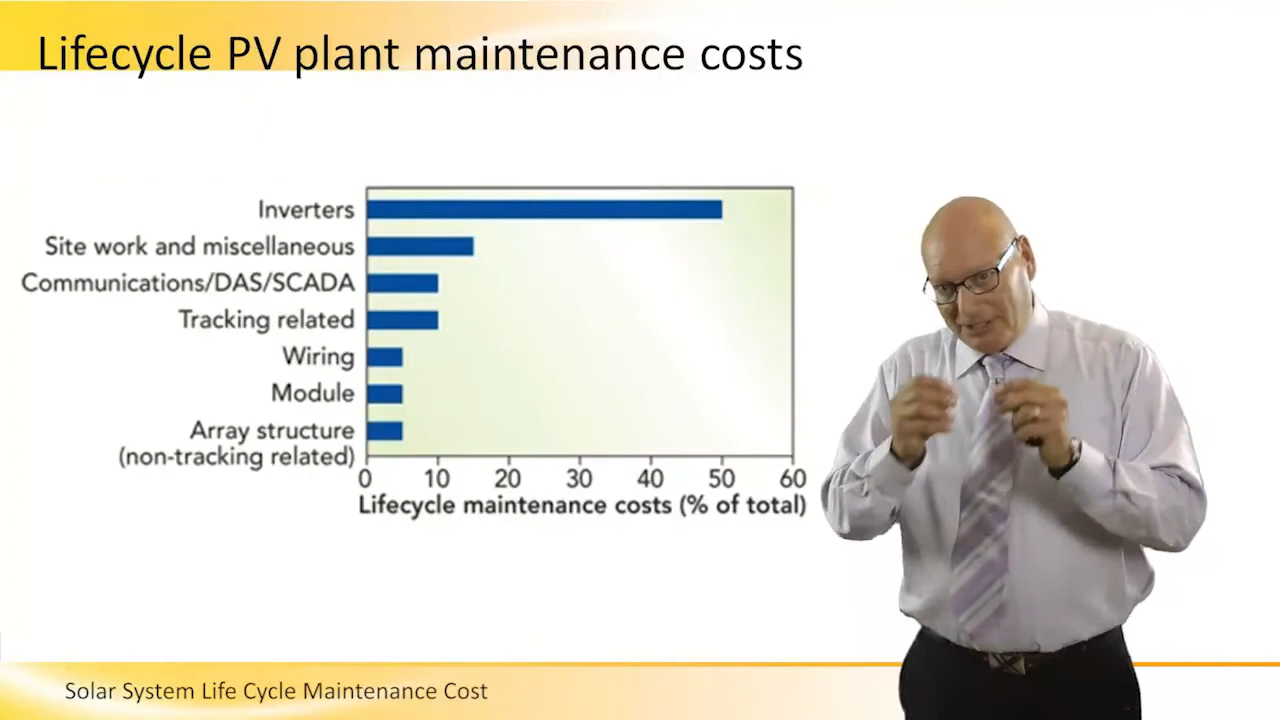 Lifecycle PV plant maintenance costs
Inverters
Site work and miscellaneous
Communications/DAS/SCADA
Tracking related
Wiring
Module
Array structure
(non-tracking related)
0 10 20 30 40 50 60
Lifecycle maintenance costs (% of total)
Solar System Life Cycle Maintenance Cost